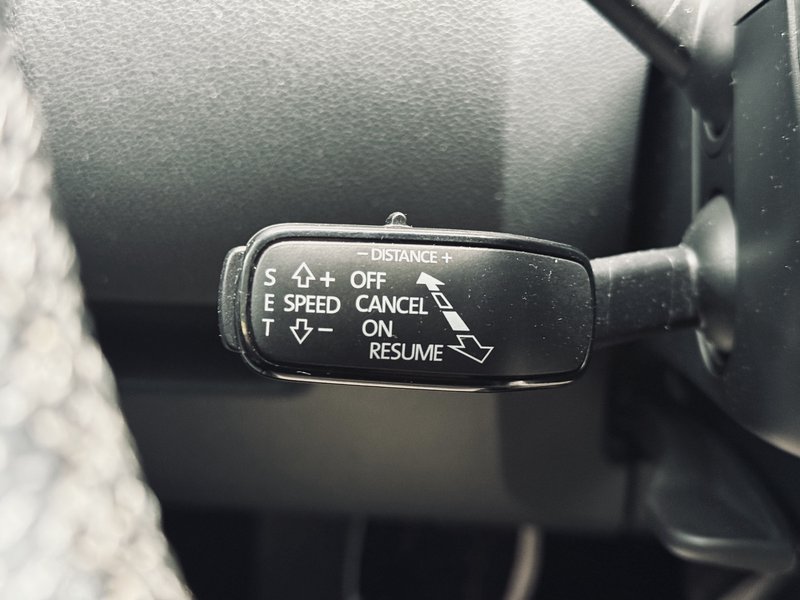 – DISTANCE +
S + OFF
E SPEED CANCEL
T – ON
RESUME